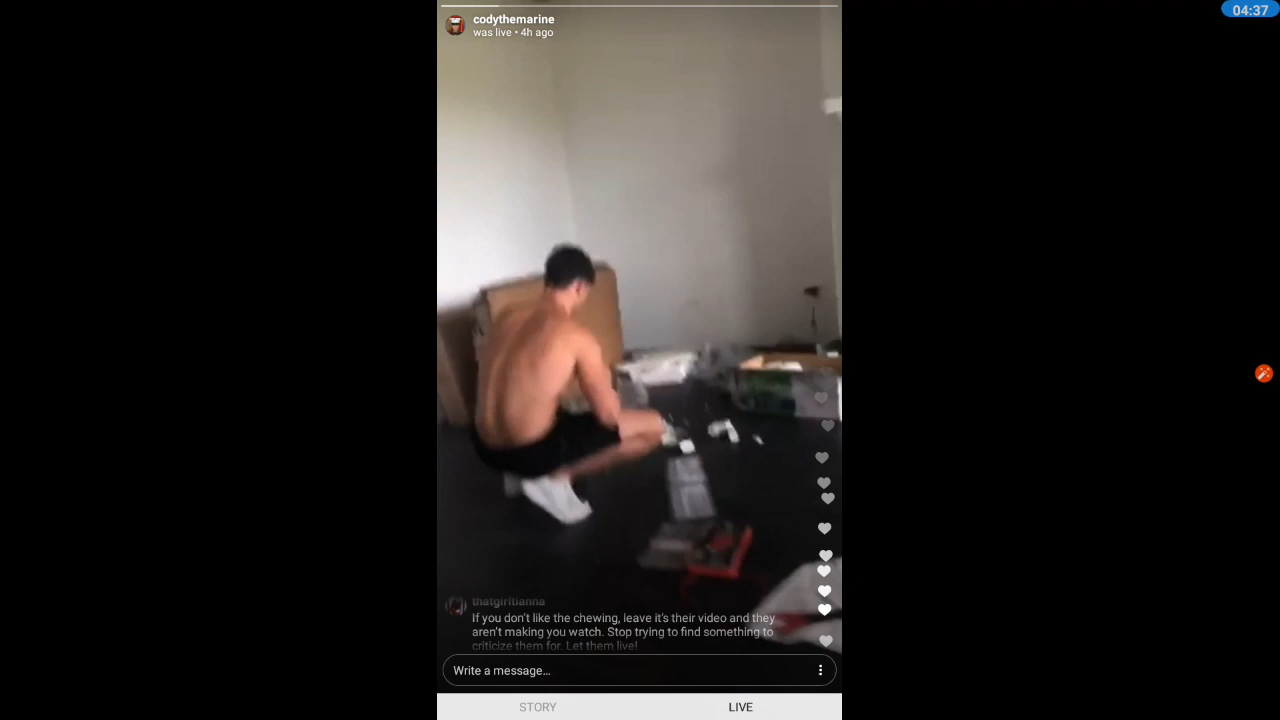 04:37
codythemarine
was live • 4h ago
thatgirltianna
If you don't like the chewing, leave it's their video and they
aren't making you watch. Stop trying to find something to
criticize them for. Let them live!
Write a message...
STORY LIVE